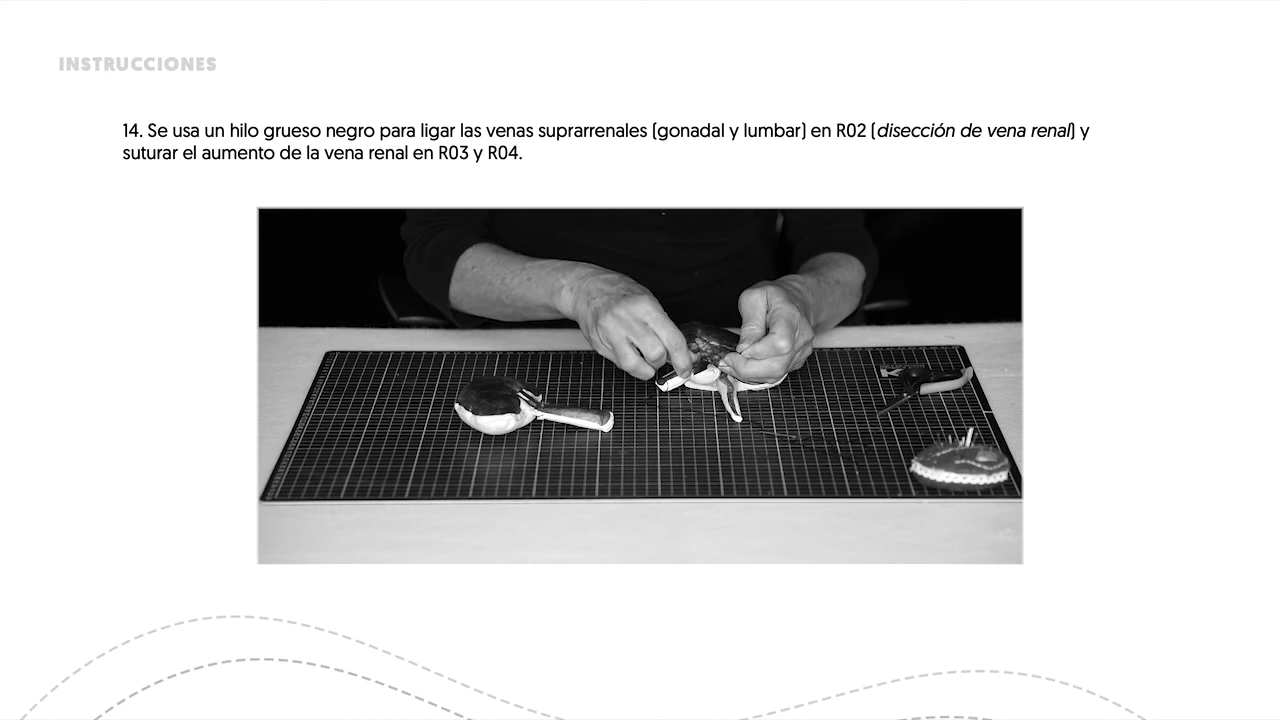 INSTRUCCIONES
14. Se usa un hilo grueso negro para ligar las venas suprarrenales (gonadal y lumbar) en R02 (disección de vena renal) y
suturar el aumento de la vena renal en R03 y R04.